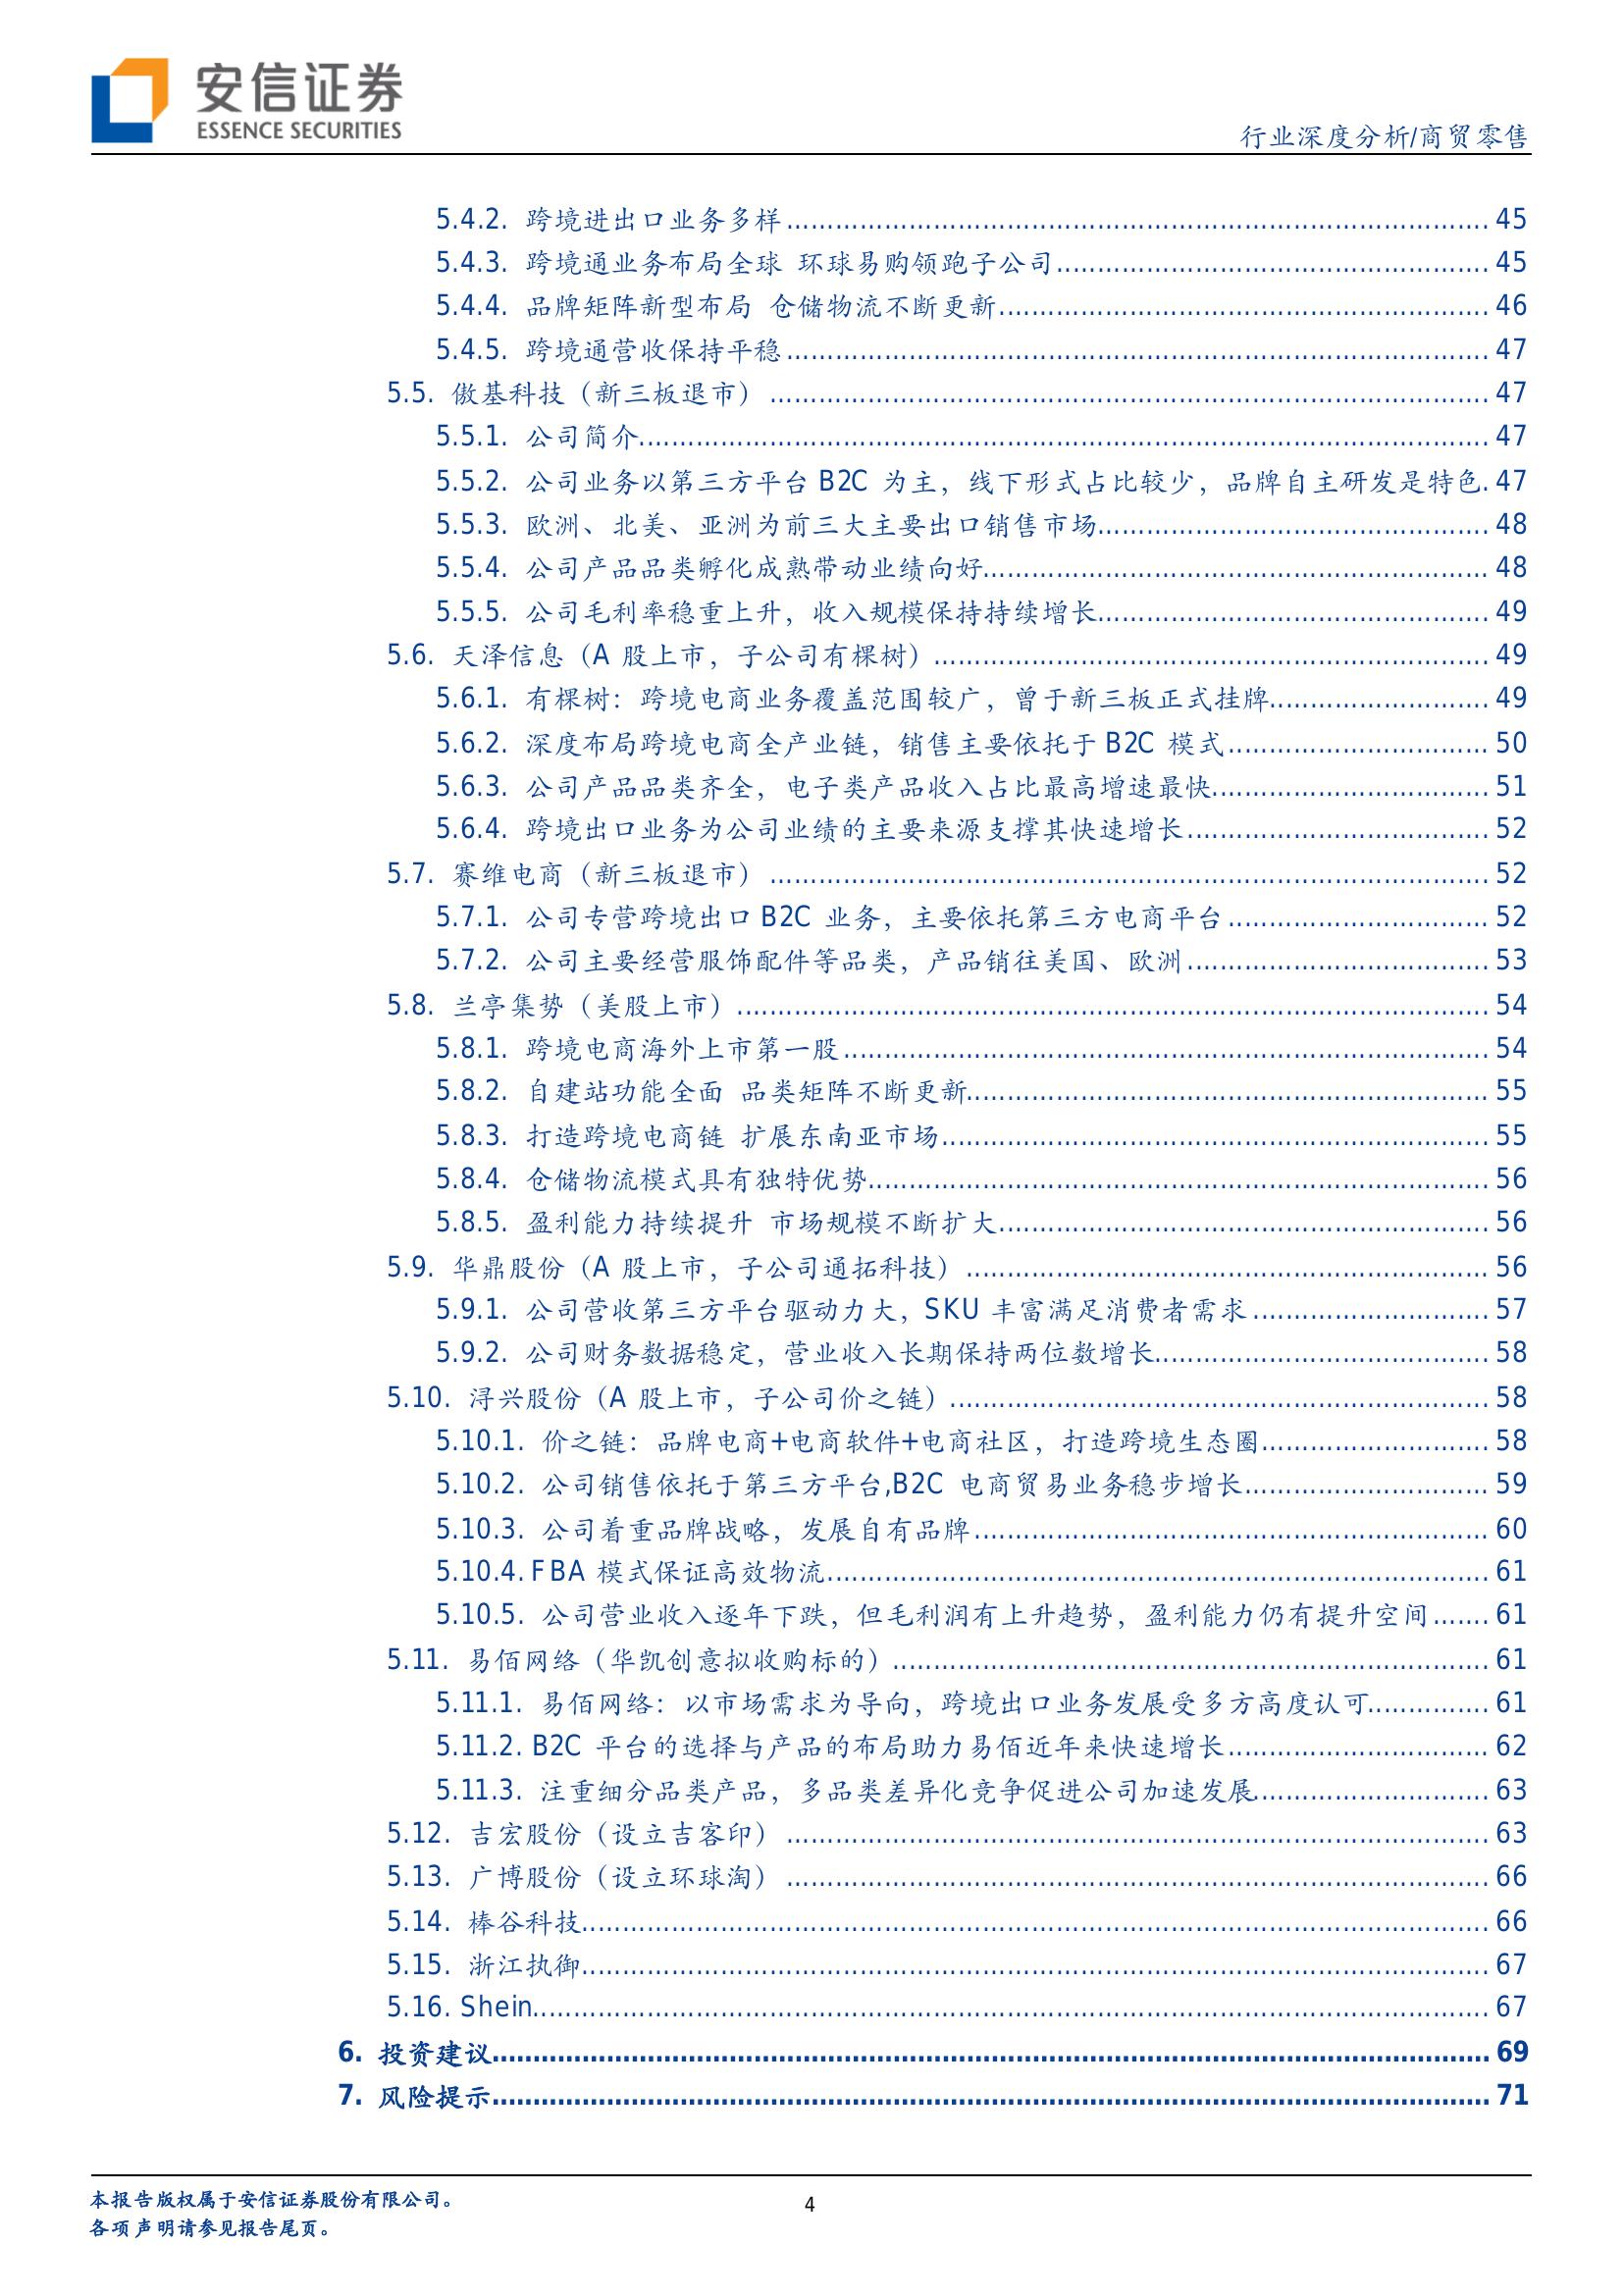 安信证券
ESSENCE SECURITIES
行业深度分析/商贸零售
5.4.2. 跨境进出口业务多样 45
5.4.3. 跨境通业务布局全球 环球易购领跑子公司 45
5.4.4. 品牌矩阵新型布局 仓储物流不断更新 46
5.4.5. 跨境通营收保持平稳 47
5.5. 傲基科技（新三板退市） 47
5.5.1. 公司简介 47
5.5.2. 公司业务以第三方平台 B2C 为主，线下形式占比较少，品牌自主研发是特色. 47
5.5.3. 欧洲、北美、亚洲为前三大主要出口销售市场 48
5.5.4. 公司产品品类孵化成熟带动业绩向好 48
5.5.5. 公司毛利率稳重上升，收入规模保持持续增长 49
5.6. 天泽信息（A 股上市，子公司有棵树） 49
5.6.1. 有棵树：跨境电商业务覆盖范围较广，曾于新三板正式挂牌 49
5.6.2. 深度布局跨境电商全产业链，销售主要依托于 B2C 模式 50
5.6.3. 公司产品品类齐全，电子类产品收入占比最高增速最快 51
5.6.4. 跨境出口业务为公司业绩的主要来源支撑其快速增长 52
5.7. 赛维电商（新三板退市） 52
5.7.1. 公司专营跨境出口 B2C 业务，主要依托第三方电商平台 52
5.7.2. 公司主要经营服饰配件等品类，产品销往美国、欧洲 53
5.8. 兰亭集势（美股上市） 54
5.8.1. 跨境电商海外上市第一股 54
5.8.2. 自建站功能全面 品类矩阵不断更新 55
5.8.3. 打造跨境电商链 扩展东南亚市场 55
5.8.4. 仓储物流模式具有独特优势 56
5.8.5. 盈利能力持续提升 市场规模不断扩大 56
5.9. 华鼎股份（A 股上市，子公司通拓科技） 56
5.9.1. 公司营收第三方平台驱动力大，SKU 丰富满足消费者需求 57
5.9.2. 公司财务数据稳定，营业收入长期保持两位数增长 58
5.10. 浔兴股份（A 股上市，子公司价之链） 58
5.10.1. 价之链：品牌电商+电商软件+电商社区，打造跨境生态圈 58
5.10.2. 公司销售依托于第三方平台,B2C 电商贸易业务稳步增长 59
5.10.3. 公司着重品牌战略，发展自有品牌 60
5.10.4. FBA 模式保证高效物流 61
5.10.5. 公司营业收入逐年下跌，但毛利润有上升趋势，盈利能力仍有提升空间 61
5.11. 易佰网络（华凯创意拟收购标的） 61
5.11.1. 易佰网络：以市场需求为导向，跨境出口业务发展受多方高度认可 61
5.11.2. B2C 平台的选择与产品的布局助力易佰近年来快速增长 62
5.11.3. 注重细分品类产品，多品类差异化竞争促进公司加速发展 63
5.12. 吉宏股份（设立吉客印） 63
5.13. 广博股份（设立环球淘） 66
5.14. 棒谷科技 66
5.15. 浙江执御 67
5.16. Shein 67
6. 投资建议 69
7. 风险提示 71
本报告版权属于安信证券股份有限公司。
4
各项声明请参见报告尾页。